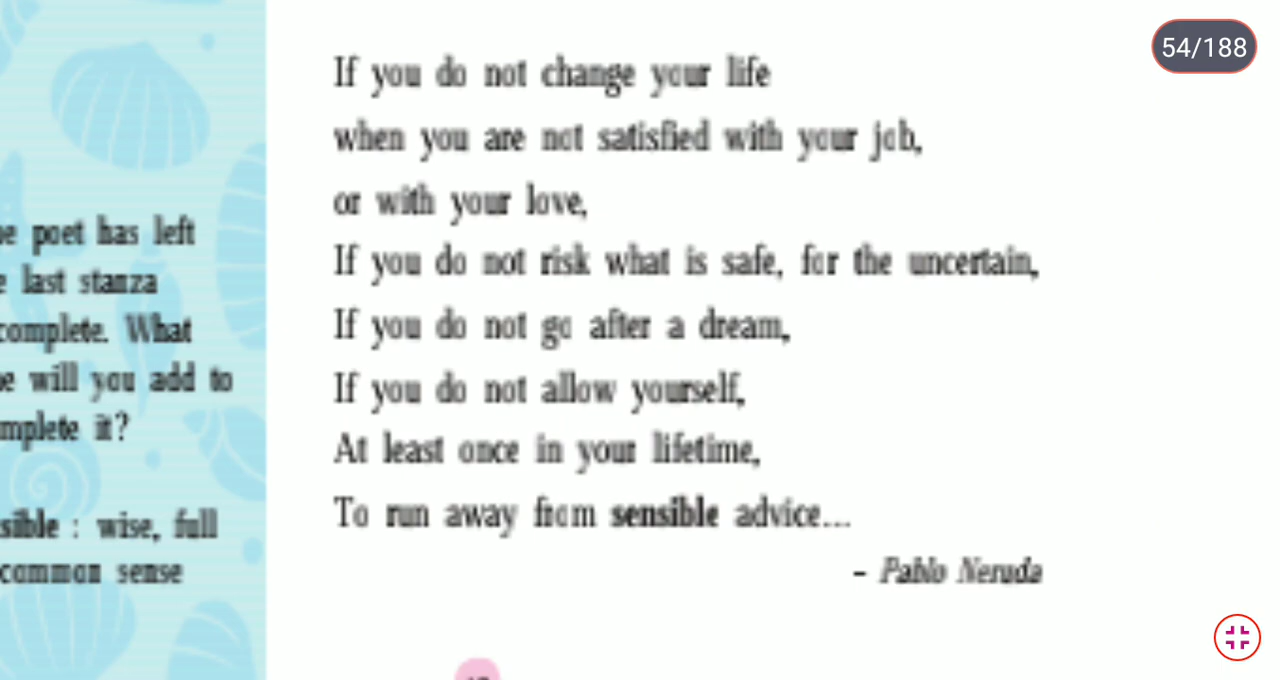 54/188
he poet has left
e last stanza
complete. What
ne will you add to
mplete it?
sible : wise, full
common sense
If you do not change your life
when you are not satisfied with your job,
or with your love,
If you do not risk what is safe, for the uncertain,
If you do not go after a dream,
If you do not allow yourself,
At least once in your lifetime,
To run away from sensible advice...
– Pablo Neruda